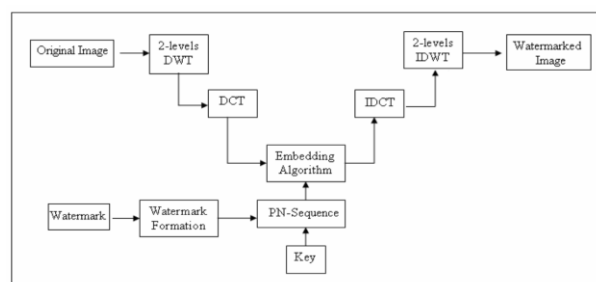 Original Image
2-levels
DWT
DCT
2-levels
IDWT
Watermarked
Image
IDCT
Embedding
Algorithm
Watermark
Watermark
Formation
PN-Sequence
Key